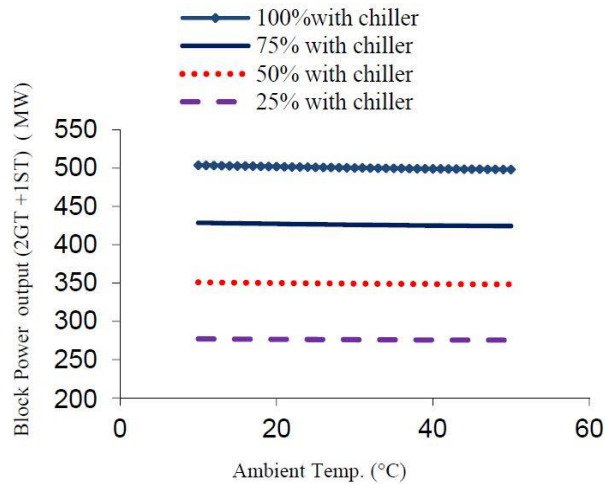 100%with chiller
75% with chiller
50% with chiller
25% with chiller
Block Power output (2GT +1ST) ( MW)
550
500
450
400
350
300
250
200
0 20 40 60
Ambient Temp. (°C)